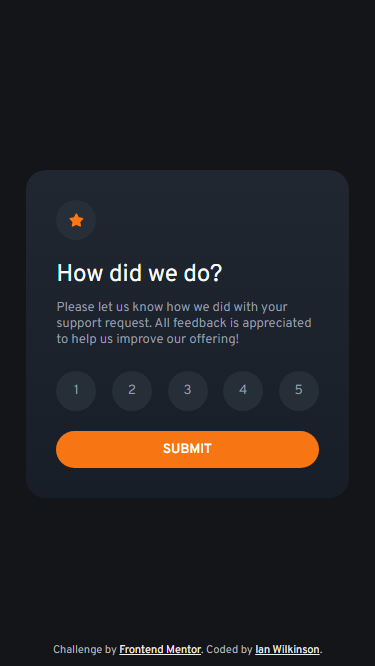 How did we do?
Please let us know how we did with your
support request. All feedback is appreciated
to help us improve our offering!
1 2 3 4 5
SUBMIT
Challenge by Frontend Mentor. Coded by Ian Wilkinson.